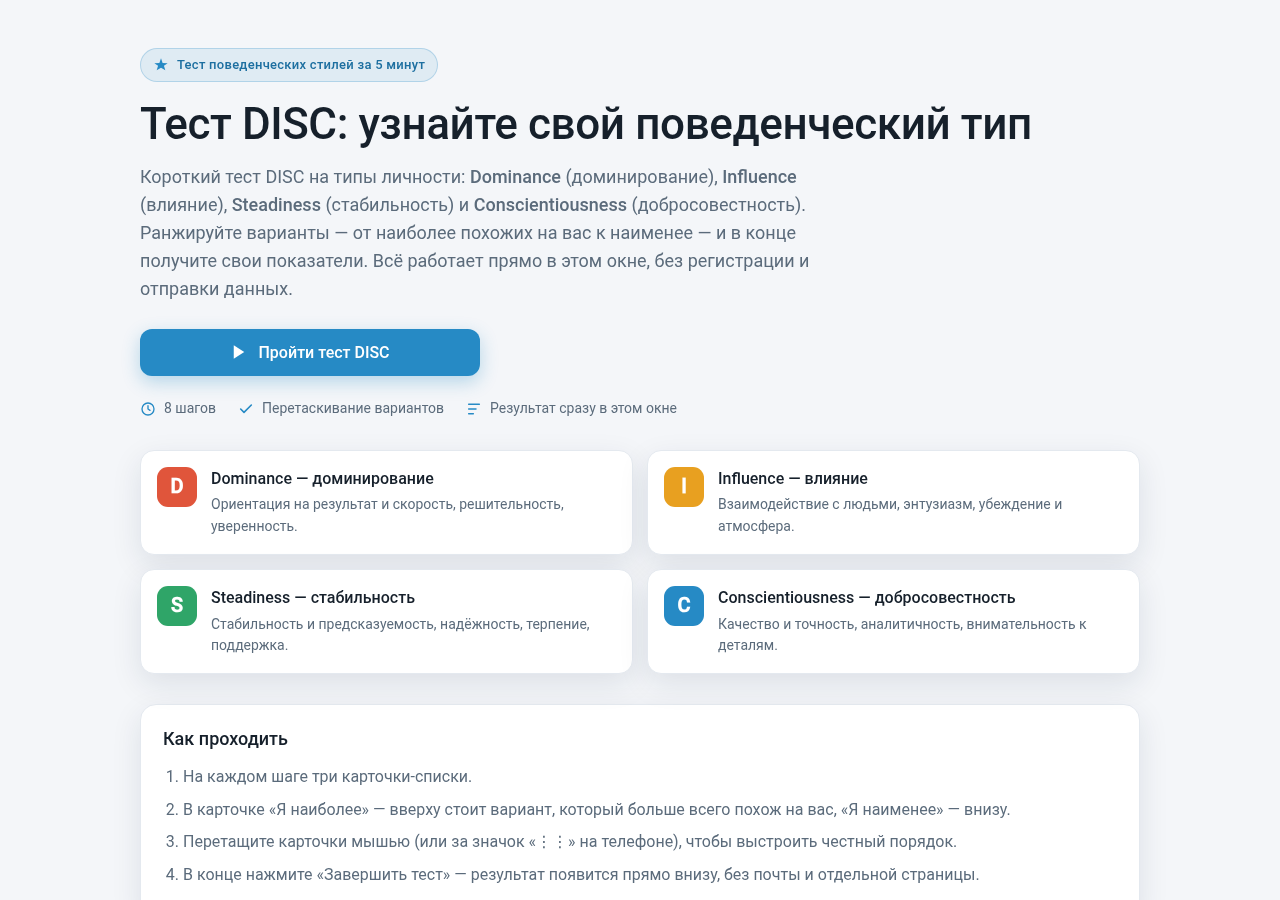 Тест поведенческих стилей за 5 минут
Тест DISC: узнайте свой поведенческий тип
Короткий тест DISC на типы личности: Dominance (доминирование), Influence
(влияние), Steadiness (стабильность) и Conscientiousness (добросовестность).
Ранжируйте варианты — от наиболее похожих на вас к наименее — и в конце
получите свои показатели. Всё работает прямо в этом окне, без регистрации и
отправки данных.
Пройти тест DISC
8 шагов
Перетаскивание вариантов
Результат сразу в этом окне
D
Dominance — доминирование
Ориентация на результат и скорость, решительность,
уверенность.
I
Influence — влияние
Взаимодействие с людьми, энтузиазм, убеждение и
атмосфера.
S
Steadiness — стабильность
Стабильность и предсказуемость, надёжность, терпение,
поддержка.
C
Conscientiousness — добросовестность
Качество и точность, аналитичность, внимательность к
деталям.
Как проходить
1. На каждом шаге три карточки-списки.
2. В карточке «Я наиболее» — вверху стоит вариант, который больше всего похож на вас, «Я наименее» — внизу.
3. Перетащите карточки мышью (или за значок «⋮⋮» на телефоне), чтобы выстроить честный порядок.
4. В конце нажмите «Завершить тест» — результат появится прямо внизу, без почты и отдельной страницы.